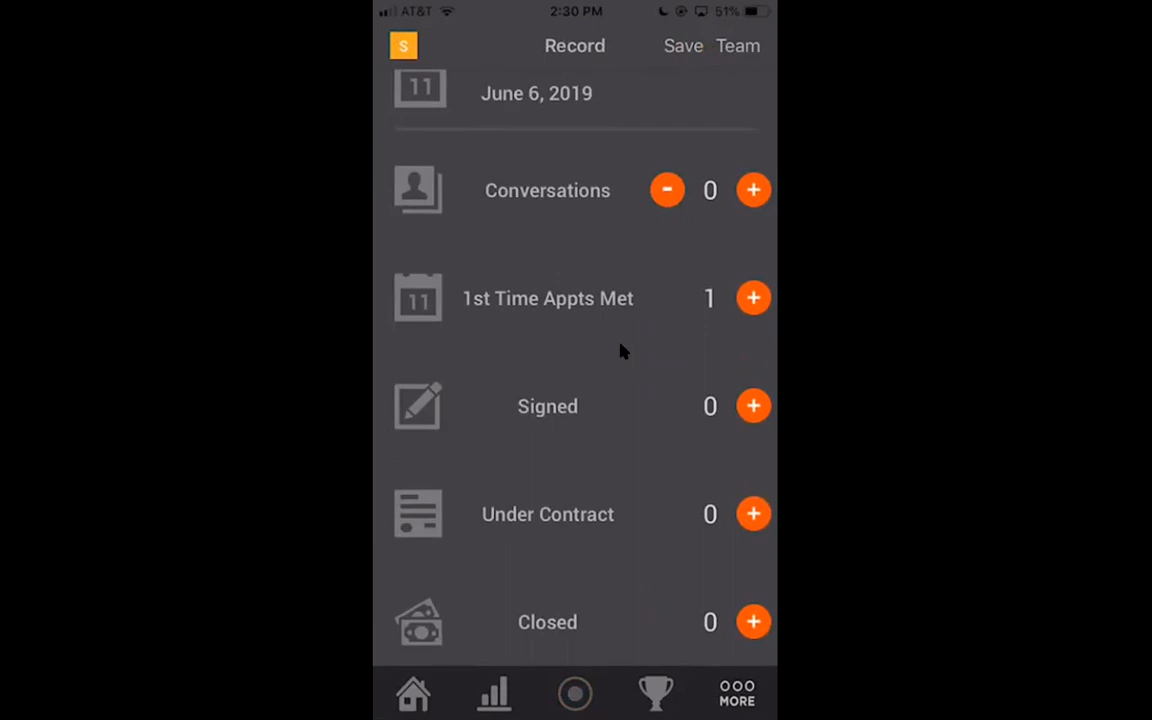 AT&T 2:30 PM 51%
S Record Save Team
11 June 6, 2019
Conversations - 0 +
11 1st Time Appts Met 1 +
Signed 0 +
Under Contract 0 +
Closed 0 +
MORE